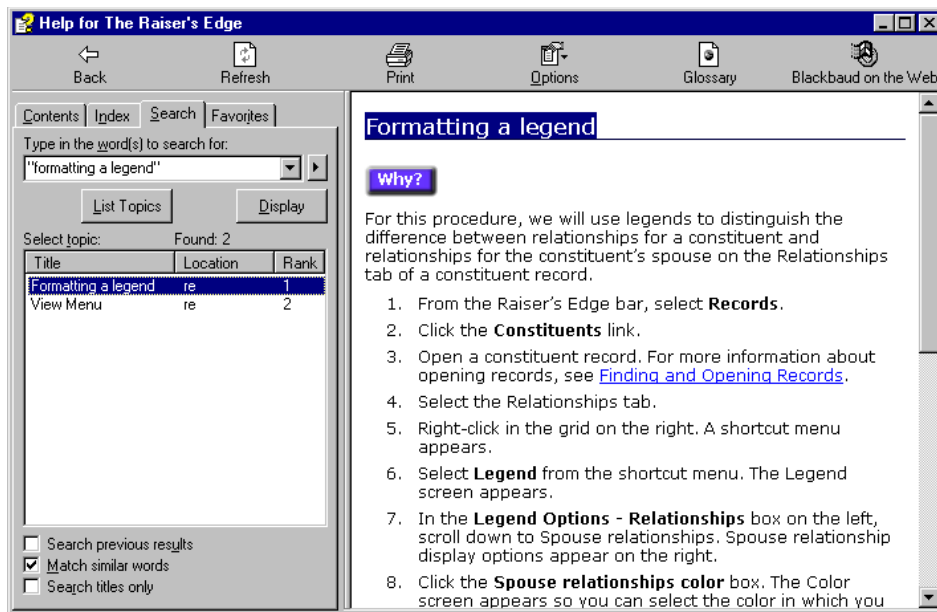 Help for The Raiser's Edge
Back Refresh Print Options Glossary Blackbaud on the Web
Contents Index Search Favorites
Type in the word(s) to search for:
"formatting a legend"
List Topics Display
Select topic: Found: 2
Title Location Rank
Formatting a legend re 1
View Menu re 2
Search previous results
Match similar words
Search titles only
Formatting a legend
Why?
For this procedure, we will use legends to distinguish the
difference between relationships for a constituent and
relationships for the constituent's spouse on the Relationships
tab of a constituent record.
1. From the Raiser's Edge bar, select Records.
2. Click the Constituents link.
3. Open a constituent record. For more information about
opening records, see Finding and Opening Records.
4. Select the Relationships tab.
5. Right-click in the grid on the right. A shortcut menu
appears.
6. Select Legend from the shortcut menu. The Legend
screen appears.
7. In the Legend Options - Relationships box on the left,
scroll down to Spouse relationships. Spouse relationship
display options appear on the right.
8. Click the Spouse relationships color box. The Color
screen appears so you can select the color in which you